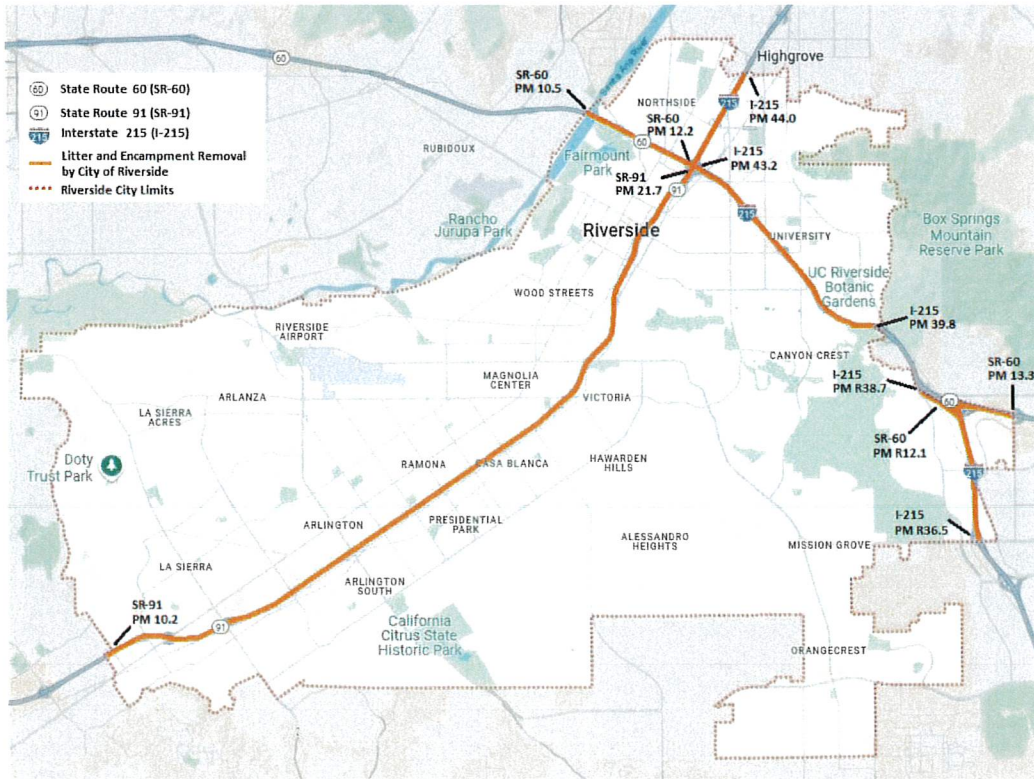 60 State Route 60 (SR-60)
91 State Route 91 (SR-91)
215 Interstate 215 (I-215)
Litter and Encampment Removal
by City of Riverside
Riverside City Limits
60
Santa Ana River
Highgrove
SR-60
PM 10.5
NORTHSIDE
215
I-215
PM 44.0
SR-60
PM 12.2
60
RUBIDOUX
Fairmount
Park
I-215
PM 43.2
SR-91
PM 21.7
91
215
Rancho
Jurupa Park
Riverside
UNIVERSITY
Box Springs
Mountain
Reserve Park
UC Riverside
Botanic
Gardens
WOOD STREETS
I-215
PM 39.8
RIVERSIDE
AIRPORT
CANYON CREST
SR-60
PM 13.3
MAGNOLIA
CENTER
I-215
PM R38.7
ARLANZA
VICTORIA
60
LA SIERRA
ACRES
SR-60
PM R12.1
Doty
Trust Park
RAMONA
CASA BLANCA
HAWARDEN
HILLS
215
ARLINGTON
PRESIDENTIAL
PARK
I-215
PM R36.5
ALESSANDRO
HEIGHTS
MISSION GROVE
LA SIERRA
ARLINGTON
SOUTH
SR-91
PM 10.2
91
California
Citrus State
Historic Park
ORANGECREST